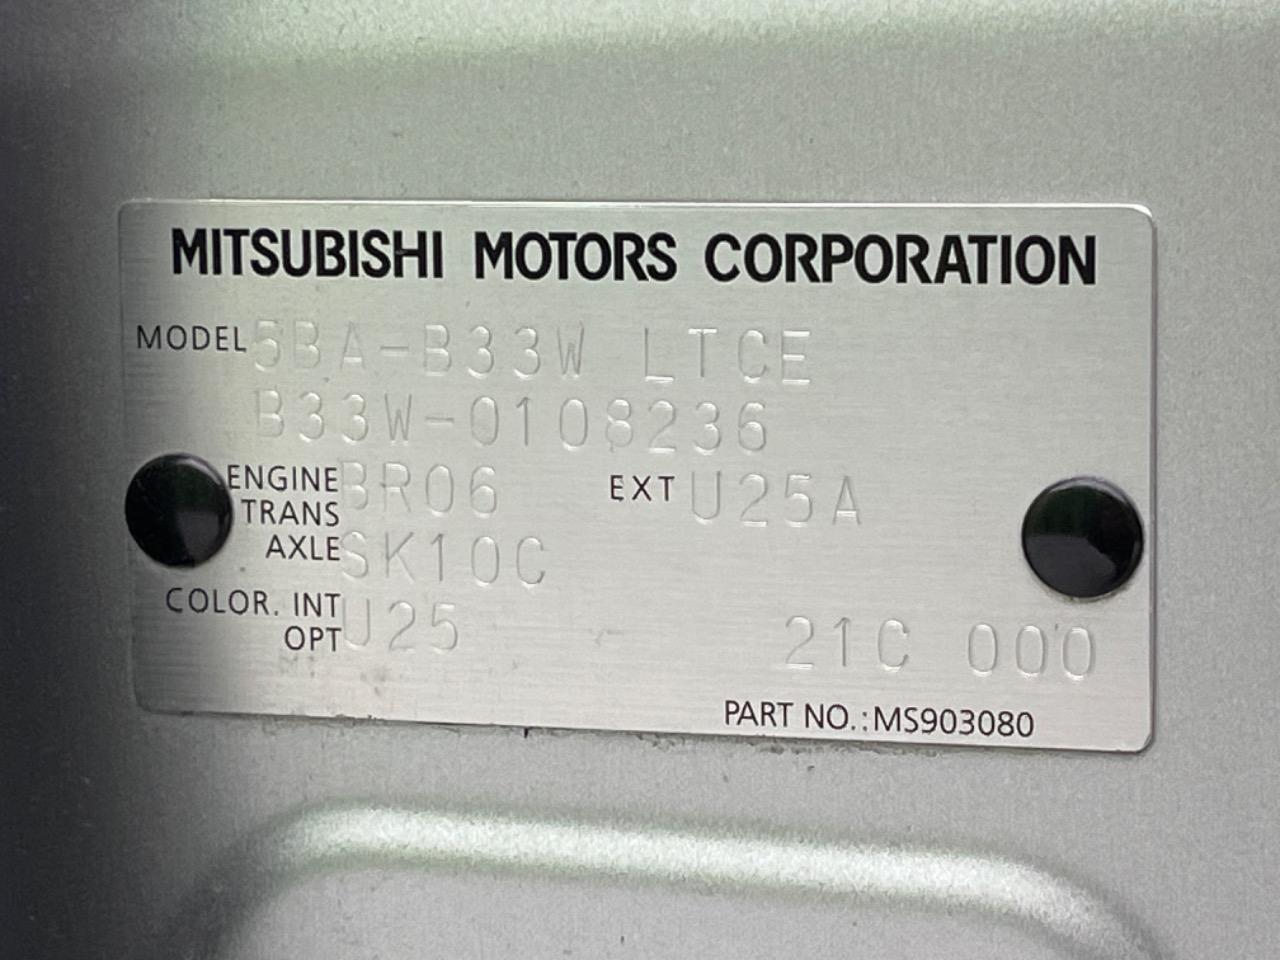 MITSUBISHI MOTORS CORPORATION
MODEL 5BA-B33W LTCE
B33W-0108236
ENGINE BR06 EXT U25A
TRANS
AXLE SK10C
COLOR. INT U25
OPT 21C 000
PART NO.:MS903080